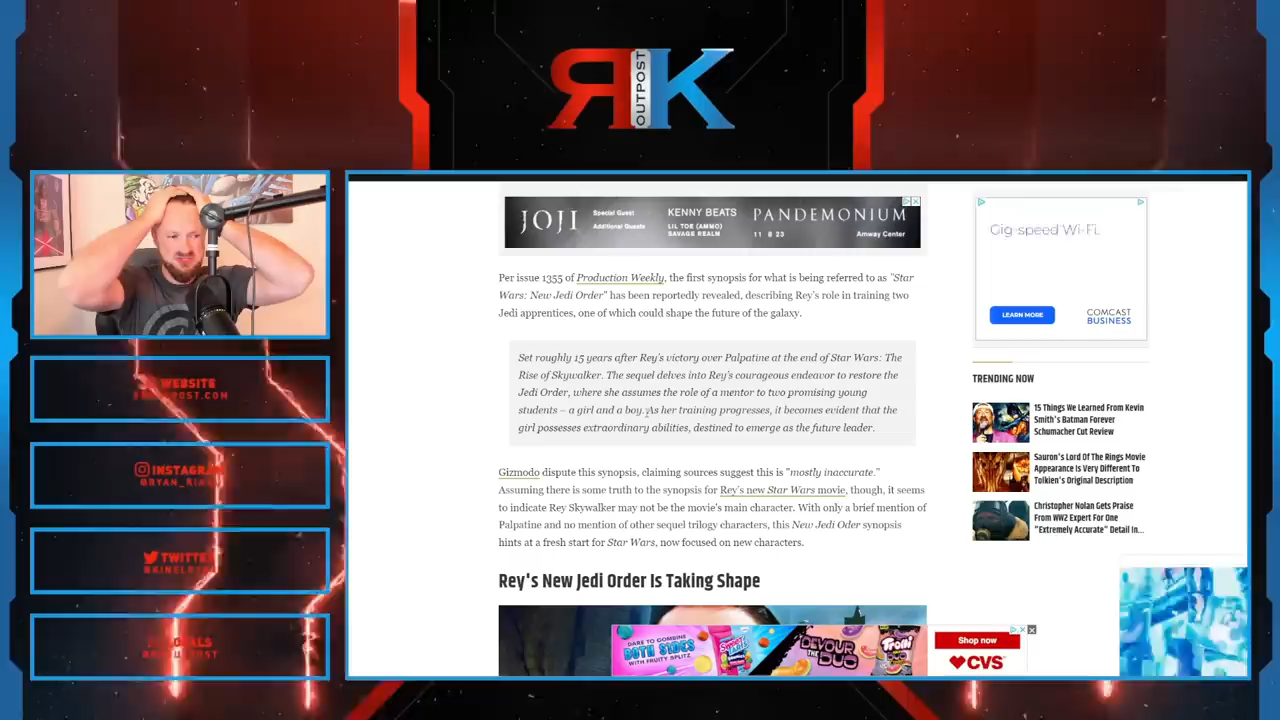 RK
OUTPOST
JOJI
Special Guest
Additional Guests
KENNY BEATS
LIL TOE (AMMO)
SAVAGE REALM
PANDEMONIUM
11 8 23
Amway Center
Per issue 1355 of Production Weekly, the first synopsis for what is being referred to as "Star
Wars: New Jedi Order" has been reportedly revealed, describing Rey's role in training two
Jedi apprentices, one of which could shape the future of the galaxy.
Set roughly 15 years after Rey's victory over Palpatine at the end of Star Wars: The
Rise of Skywalker. The sequel delves into Rey's courageous endeavor to restore the
Jedi Order, where she assumes the role of a mentor to two promising young
students – a girl and a boy. As her training progresses, it becomes evident that the
girl possesses extraordinary abilities, destined to emerge as the future leader.
Gizmodo dispute this synopsis, claiming sources suggest this is "mostly inaccurate."
Assuming there is some truth to the synopsis for Rey's new Star Wars movie, though, it seems
to indicate Rey Skywalker may not be the movie's main character. With only a brief mention of
Palpatine and no mention of other sequel trilogy characters, this New Jedi Oder synopsis
hints at a fresh start for Star Wars, now focused on new characters.
Rey's New Jedi Order Is Taking Shape
DARE TO COMBINE
BOTH SIDES
WITH FRUITY SPLITZ
SweeTARTS
DEVOUR
THE DUO
Trolli
Shop now
CVS
Gig-speed Wi-Fi.
LEARN MORE
COMCAST
BUSINESS
TRENDING NOW
15 Things We Learned From Kevin
Smith's Batman Forever
Schumacher Cut Review
Sauron's Lord Of The Rings Movie
Appearance Is Very Different To
Tolkien's Original Description
Christopher Nolan Gets Praise
From WW2 Expert For One
"Extremely Accurate" Detail In...
WEBSITE
INSTAGRAM
TWITTER